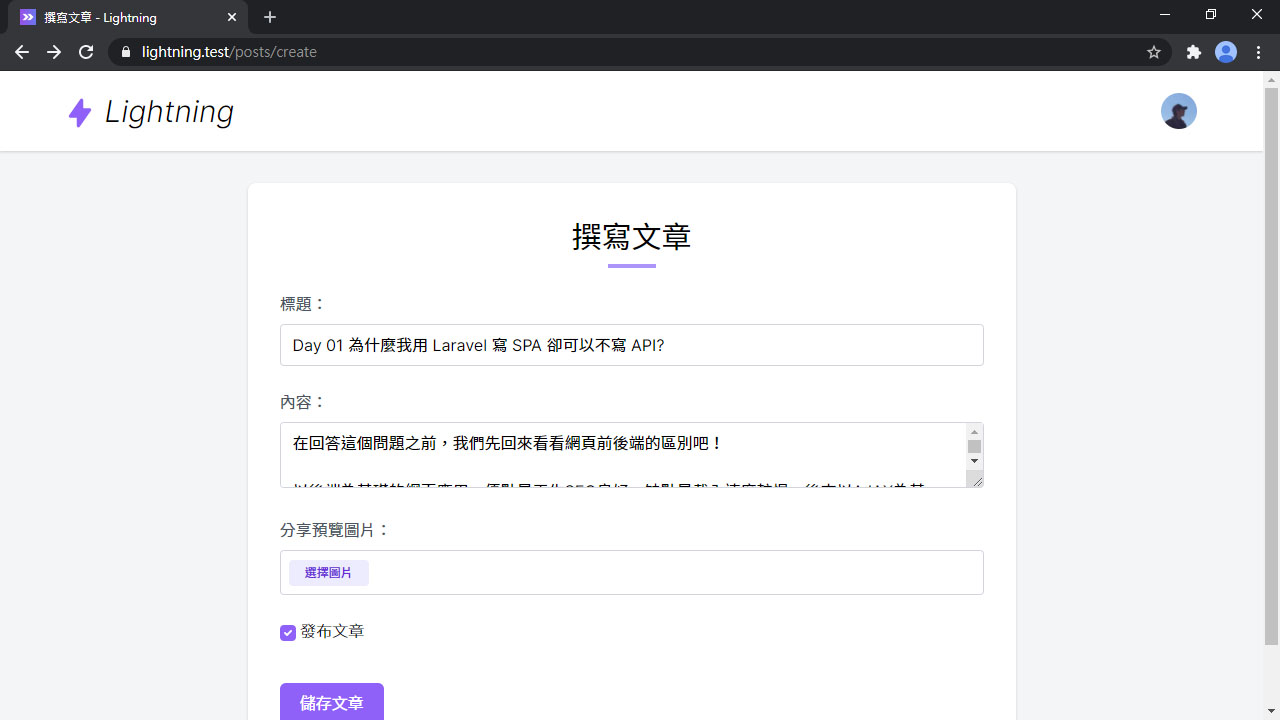 撰寫文章 - Lightning
lightning.test/posts/create
Lightning
撰寫文章
標題：
Day 01 為什麼我用 Laravel 寫 SPA 卻可以不寫 API?
內容：
在回答這個問題之前，我們先回來看看網頁前後端的區別吧！
分享預覽圖片：
選擇圖片
發布文章
儲存文章